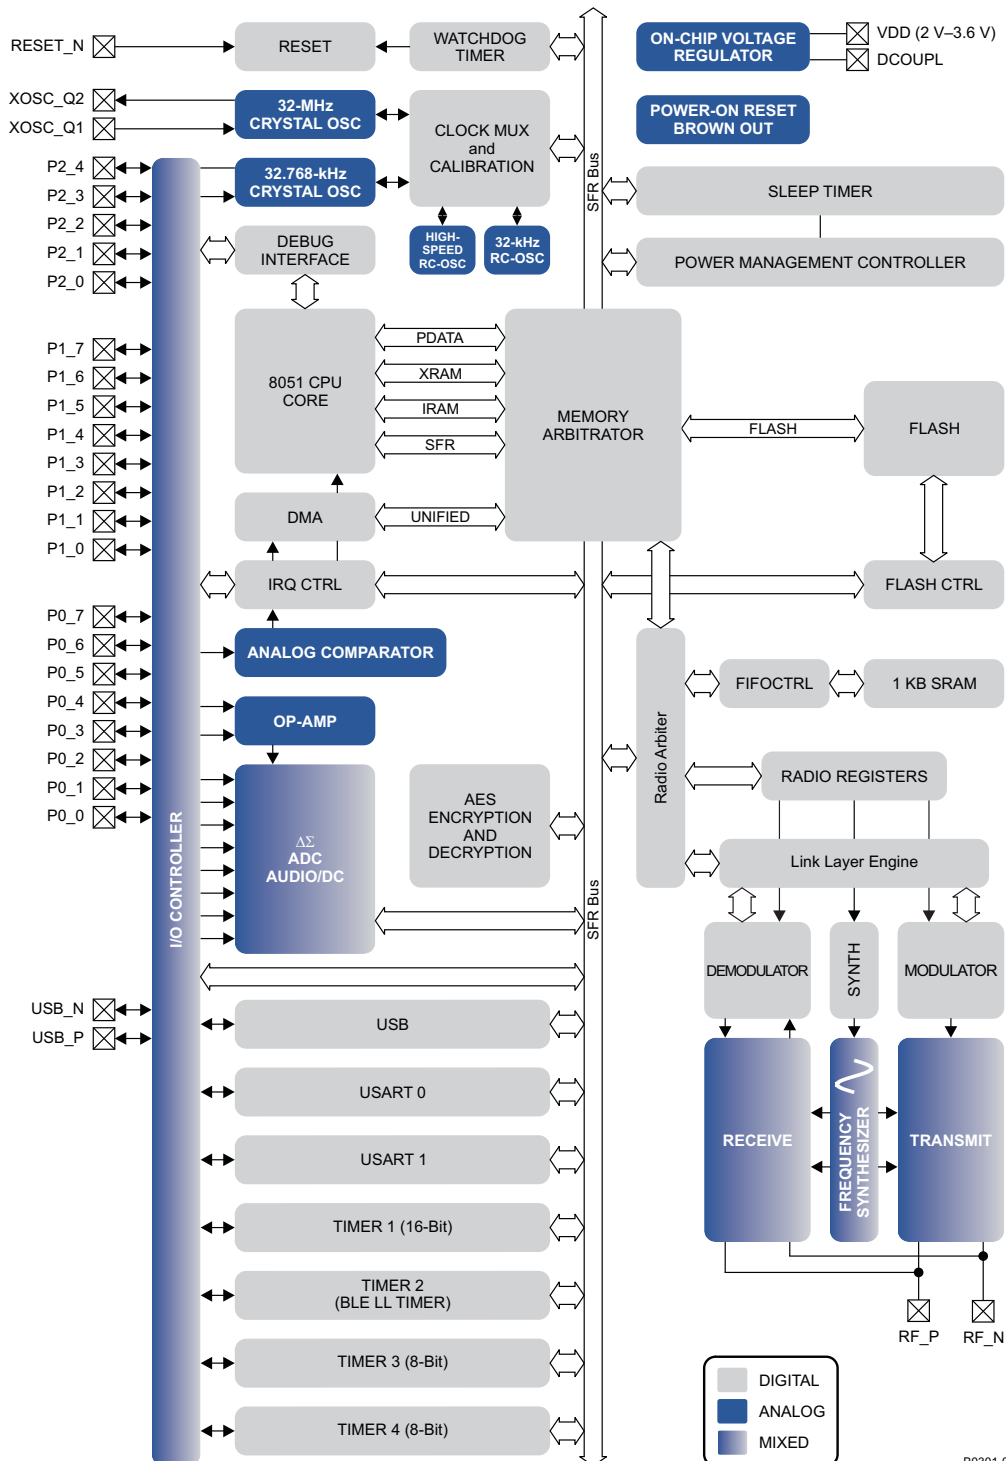 RESET_N
RESET
WATCHDOG
TIMER
ON-CHIP VOLTAGE
REGULATOR
VDD (2 V–3.6 V)
DCOUPL
XOSC_Q2
XOSC_Q1
32-MHz
CRYSTAL OSC
CLOCK MUX
and
CALIBRATION
POWER-ON RESET
BROWN OUT
SFR Bus
P2_4
P2_3
P2_2
P2_1
P2_0
32.768-kHz
CRYSTAL OSC
SLEEP TIMER
DEBUG
INTERFACE
HIGH-
SPEED
RC-OSC
32-kHz
RC-OSC
POWER MANAGEMENT CONTROLLER
P1_7
P1_6
P1_5
P1_4
P1_3
P1_2
P1_1
P1_0
8051 CPU
CORE
PDATA
XRAM
IRAM
SFR
MEMORY
ARBITRATOR
FLASH
FLASH
DMA
UNIFIED
IRQ CTRL
FLASH CTRL
P0_7
P0_6
P0_5
P0_4
P0_3
P0_2
P0_1
P0_0
ANALOG COMPARATOR
OP-AMP
Radio Arbiter
FIFOCTRL
1 KB SRAM
RADIO REGISTERS
I/O CONTROLLER
ΔΣ
ADC
AUDIO/DC
AES
ENCRYPTION
AND
DECRYPTION
Link Layer Engine
SFR Bus
DEMODULATOR
SYNTH
MODULATOR
USB_N
USB_P
USB
USART 0
USART 1
TIMER 1 (16-Bit)
TIMER 2
(BLE LL TIMER)
TIMER 3 (8-Bit)
TIMER 4 (8-Bit)
RECEIVE
FREQUENCY
SYNTHESIZER
TRANSMIT
RF_P
RF_N
DIGITAL
ANALOG
MIXED